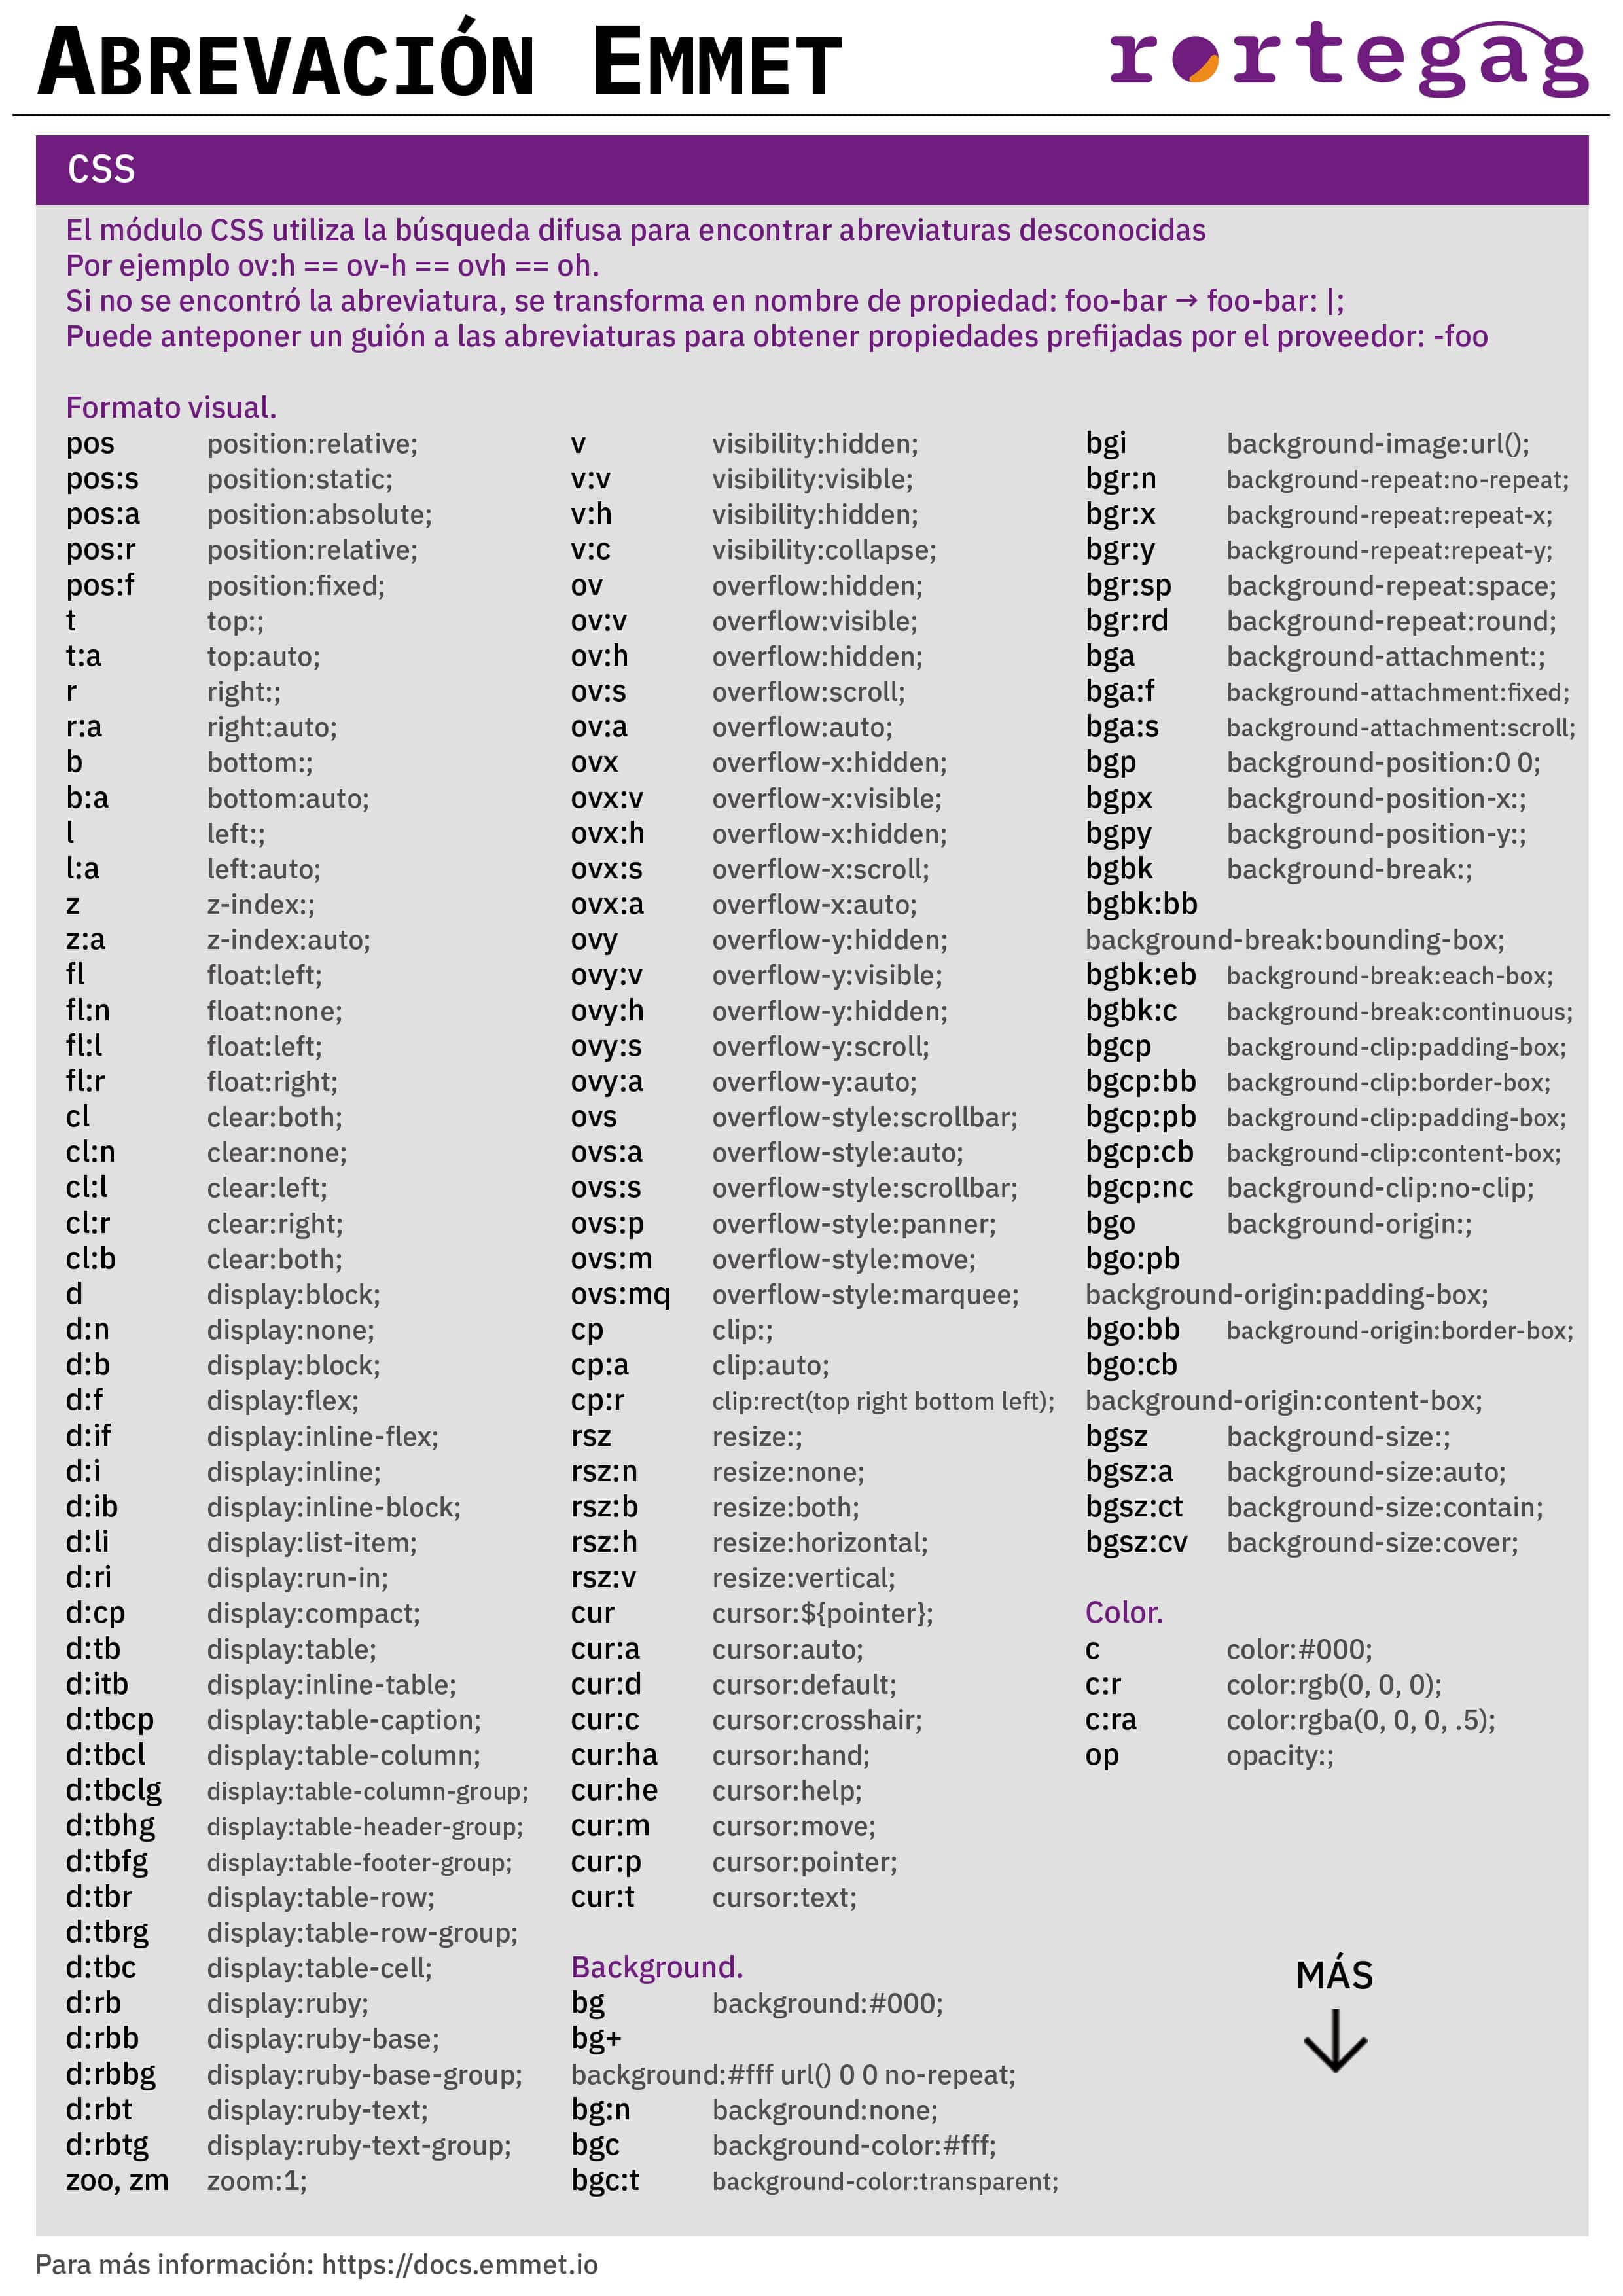 ABREVACIÓN EMMET
rortegag
CSS
El módulo CSS utiliza la búsqueda difusa para encontrar abreviaturas desconocidas
Por ejemplo ov:h == ov-h == ovh == oh.
Si no se encontró la abreviatura, se transforma en nombre de propiedad: foo-bar → foo-bar: |;
Puede anteponer un guión a las abreviaturas para obtener propiedades prefijadas por el proveedor: -foo
Formato visual.
pos position:relative;
pos:s position:static;
pos:a position:absolute;
pos:r position:relative;
pos:f position:fixed;
t top:;
t:a top:auto;
r right:;
r:a right:auto;
b bottom:;
b:a bottom:auto;
l left:;
l:a left:auto;
z z-index:;
z:a z-index:auto;
fl float:left;
fl:n float:none;
fl:l float:left;
fl:r float:right;
cl clear:both;
cl:n clear:none;
cl:l clear:left;
cl:r clear:right;
cl:b clear:both;
d display:block;
d:n display:none;
d:b display:block;
d:f display:flex;
d:if display:inline-flex;
d:i display:inline;
d:ib display:inline-block;
d:li display:list-item;
d:ri display:run-in;
d:cp display:compact;
d:tb display:table;
d:itb display:inline-table;
d:tbcp display:table-caption;
d:tbcl display:table-column;
d:tbclg display:table-column-group;
d:tbhg display:table-header-group;
d:tbfg display:table-footer-group;
d:tbr display:table-row;
d:tbrg display:table-row-group;
d:tbc display:table-cell;
d:rb display:ruby;
d:rbb display:ruby-base;
d:rbbg display:ruby-base-group;
d:rbt display:ruby-text;
d:rbtg display:ruby-text-group;
zoo, zm zoom:1;
v visibility:hidden;
v:v visibility:visible;
v:h visibility:hidden;
v:c visibility:collapse;
ov overflow:hidden;
ov:v overflow:visible;
ov:h overflow:hidden;
ov:s overflow:scroll;
ov:a overflow:auto;
ovx overflow-x:hidden;
ovx:v overflow-x:visible;
ovx:h overflow-x:hidden;
ovx:s overflow-x:scroll;
ovx:a overflow-x:auto;
ovy overflow-y:hidden;
ovy:v overflow-y:visible;
ovy:h overflow-y:hidden;
ovy:s overflow-y:scroll;
ovy:a overflow-y:auto;
ovs overflow-style:scrollbar;
ovs:a overflow-style:auto;
ovs:s overflow-style:scrollbar;
ovs:p overflow-style:panner;
ovs:m overflow-style:move;
ovs:mq overflow-style:marquee;
cp clip:;
cp:a clip:auto;
cp:r clip:rect(top right bottom left);
rsz resize:;
rsz:n resize:none;
rsz:b resize:both;
rsz:h resize:horizontal;
rsz:v resize:vertical;
cur cursor:${pointer};
cur:a cursor:auto;
cur:d cursor:default;
cur:c cursor:crosshair;
cur:ha cursor:hand;
cur:he cursor:help;
cur:m cursor:move;
cur:p cursor:pointer;
cur:t cursor:text;
Background.
bg background:#000;
bg+
background:#fff url() 0 0 no-repeat;
bg:n background:none;
bgc background-color:#fff;
bgc:t background-color:transparent;
bgi background-image:url();
bgr:n background-repeat:no-repeat;
bgr:x background-repeat:repeat-x;
bgr:y background-repeat:repeat-y;
bgr:sp background-repeat:space;
bgr:rd background-repeat:round;
bga background-attachment:;
bga:f background-attachment:fixed;
bga:s background-attachment:scroll;
bgp background-position:0 0;
bgpx background-position-x:;
bgpy background-position-y:;
bgbk background-break:;
bgbk:bb
background-break:bounding-box;
bgbk:eb background-break:each-box;
bgbk:c background-break:continuous;
bgcp background-clip:padding-box;
bgcp:bb background-clip:border-box;
bgcp:pb background-clip:padding-box;
bgcp:cb background-clip:content-box;
bgcp:nc background-clip:no-clip;
bgo background-origin:;
bgo:pb
background-origin:padding-box;
bgo:bb background-origin:border-box;
bgo:cb
background-origin:content-box;
bgsz background-size:;
bgsz:a background-size:auto;
bgsz:ct background-size:contain;
bgsz:cv background-size:cover;
Color.
c color:#000;
c:r color:rgb(0, 0, 0);
c:ra color:rgba(0, 0, 0, .5);
op opacity:;
MÁS
↓
Para más información: https://docs.emmet.io